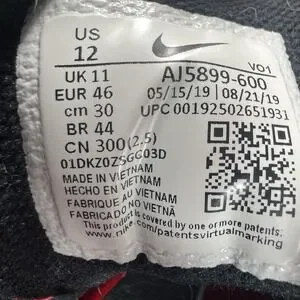 US
12
VO1
UK 11
AJ5899-600
EUR 46
05/15/19 / 08/21/19
cm 30
UPC 00192502651931
BR 44
CN 300(2.5)
01DKZ0ZSGG03D
MADE IN VIETNAM
HECHO EN VIETNAM
FABRIQUE AU VIETNAM
FABRICADO NO VIETNÃ
This product is covered by one or more patents:
www.nike.com/patentsvirtualmarking